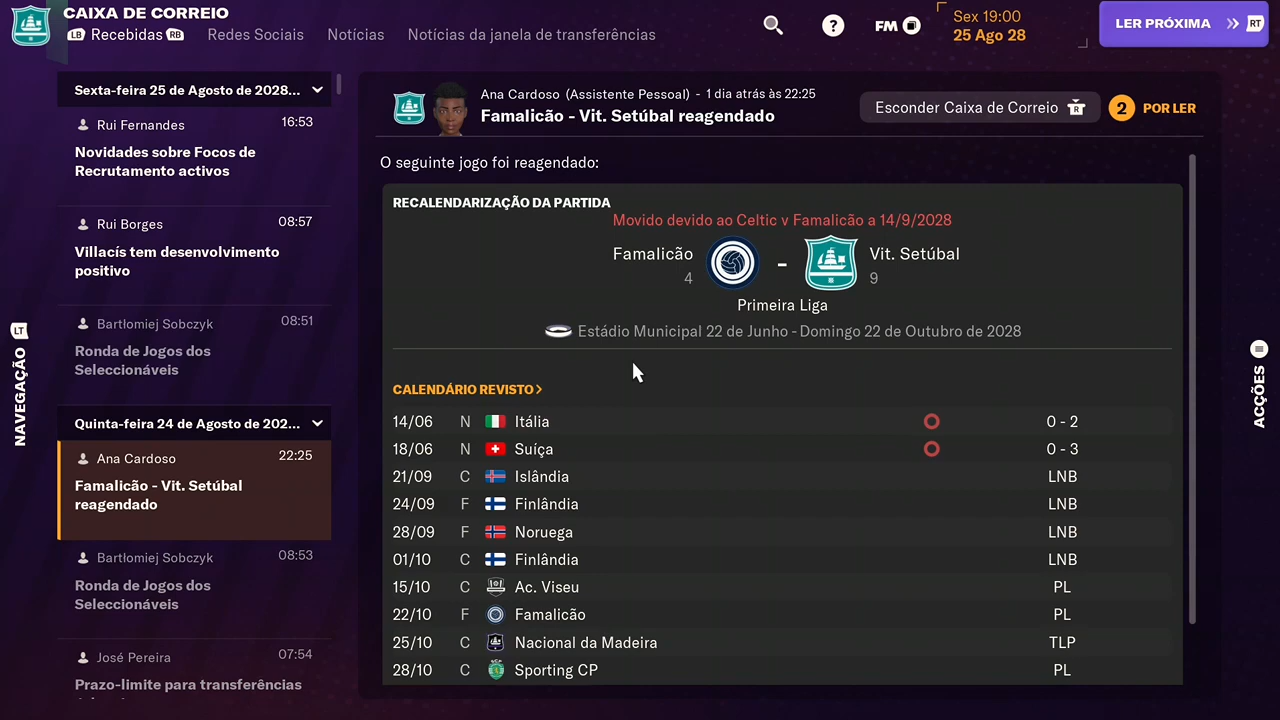 CAIXA DE CORREIO
LB Recebidas RB Redes Sociais Notícias Notícias da janela de transferências
FM
Sex 19:00
25 Ago 28
LER PRÓXIMA RT
Sexta-feira 25 de Agosto de 2028...
Rui Fernandes 16:53
Novidades sobre Focos de
Recrutamento activos
Rui Borges 08:57
Villacís tem desenvolvimento
positivo
Bartłomiej Sobczyk 08:51
Ronda de Jogos dos
Seleccionáveis
Quinta-feira 24 de Agosto de 202...
Ana Cardoso 22:25
Famalicão - Vit. Setúbal
reagendado
Bartłomiej Sobczyk 08:53
Ronda de Jogos dos
Seleccionáveis
José Pereira 07:54
Prazo-limite para transferências
LT
NAVEGAÇÃO
Ana Cardoso (Assistente Pessoal) - 1 dia atrás às 22:25
Famalicão - Vit. Setúbal reagendado
Esconder Caixa de Correio R
2 POR LER
O seguinte jogo foi reagendado:
RECALENDARIZAÇÃO DA PARTIDA
Movido devido ao Celtic v Famalicão a 14/9/2028
Famalicão - Vit. Setúbal
4 9
Primeira Liga
Estádio Municipal 22 de Junho - Domingo 22 de Outubro de 2028
CALENDÁRIO REVISTO >
14/06 N Itália 0 - 2
18/06 N Suíça 0 - 3
21/09 C Islândia LNB
24/09 F Finlândia LNB
28/09 F Noruega LNB
01/10 C Finlândia LNB
15/10 C Ac. Viseu PL
22/10 F Famalicão PL
25/10 C Nacional da Madeira TLP
28/10 C Sporting CP PL
ACÇÕES